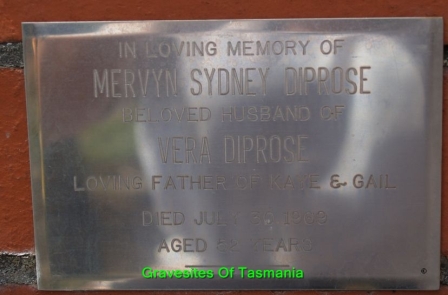 IN LOVING MEMORY OF
MERVYN SYDNEY DIPROSE
BELOVED HUSBAND OF
VERA DIPROSE
LOVING FATHER OF & GAIL
DIED JULY
AGED YEARS
Gravesites Of Tasmania
©